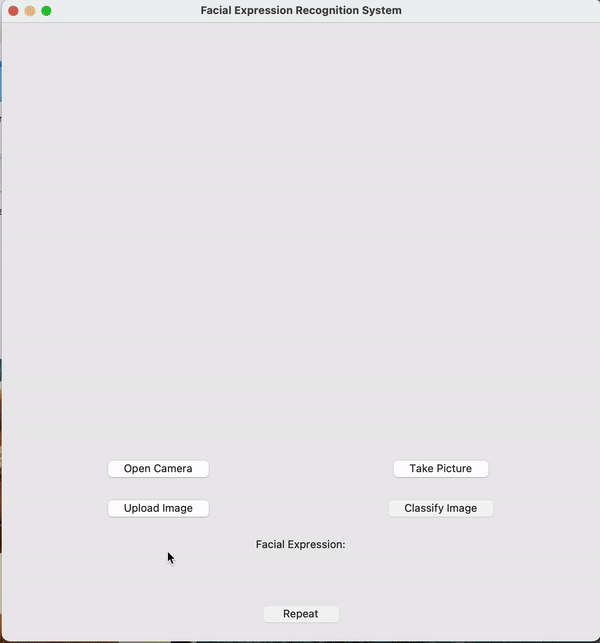 Facial Expression Recognition System
Open Camera
Take Picture
Upload Image
Classify Image
Facial Expression:
Repeat